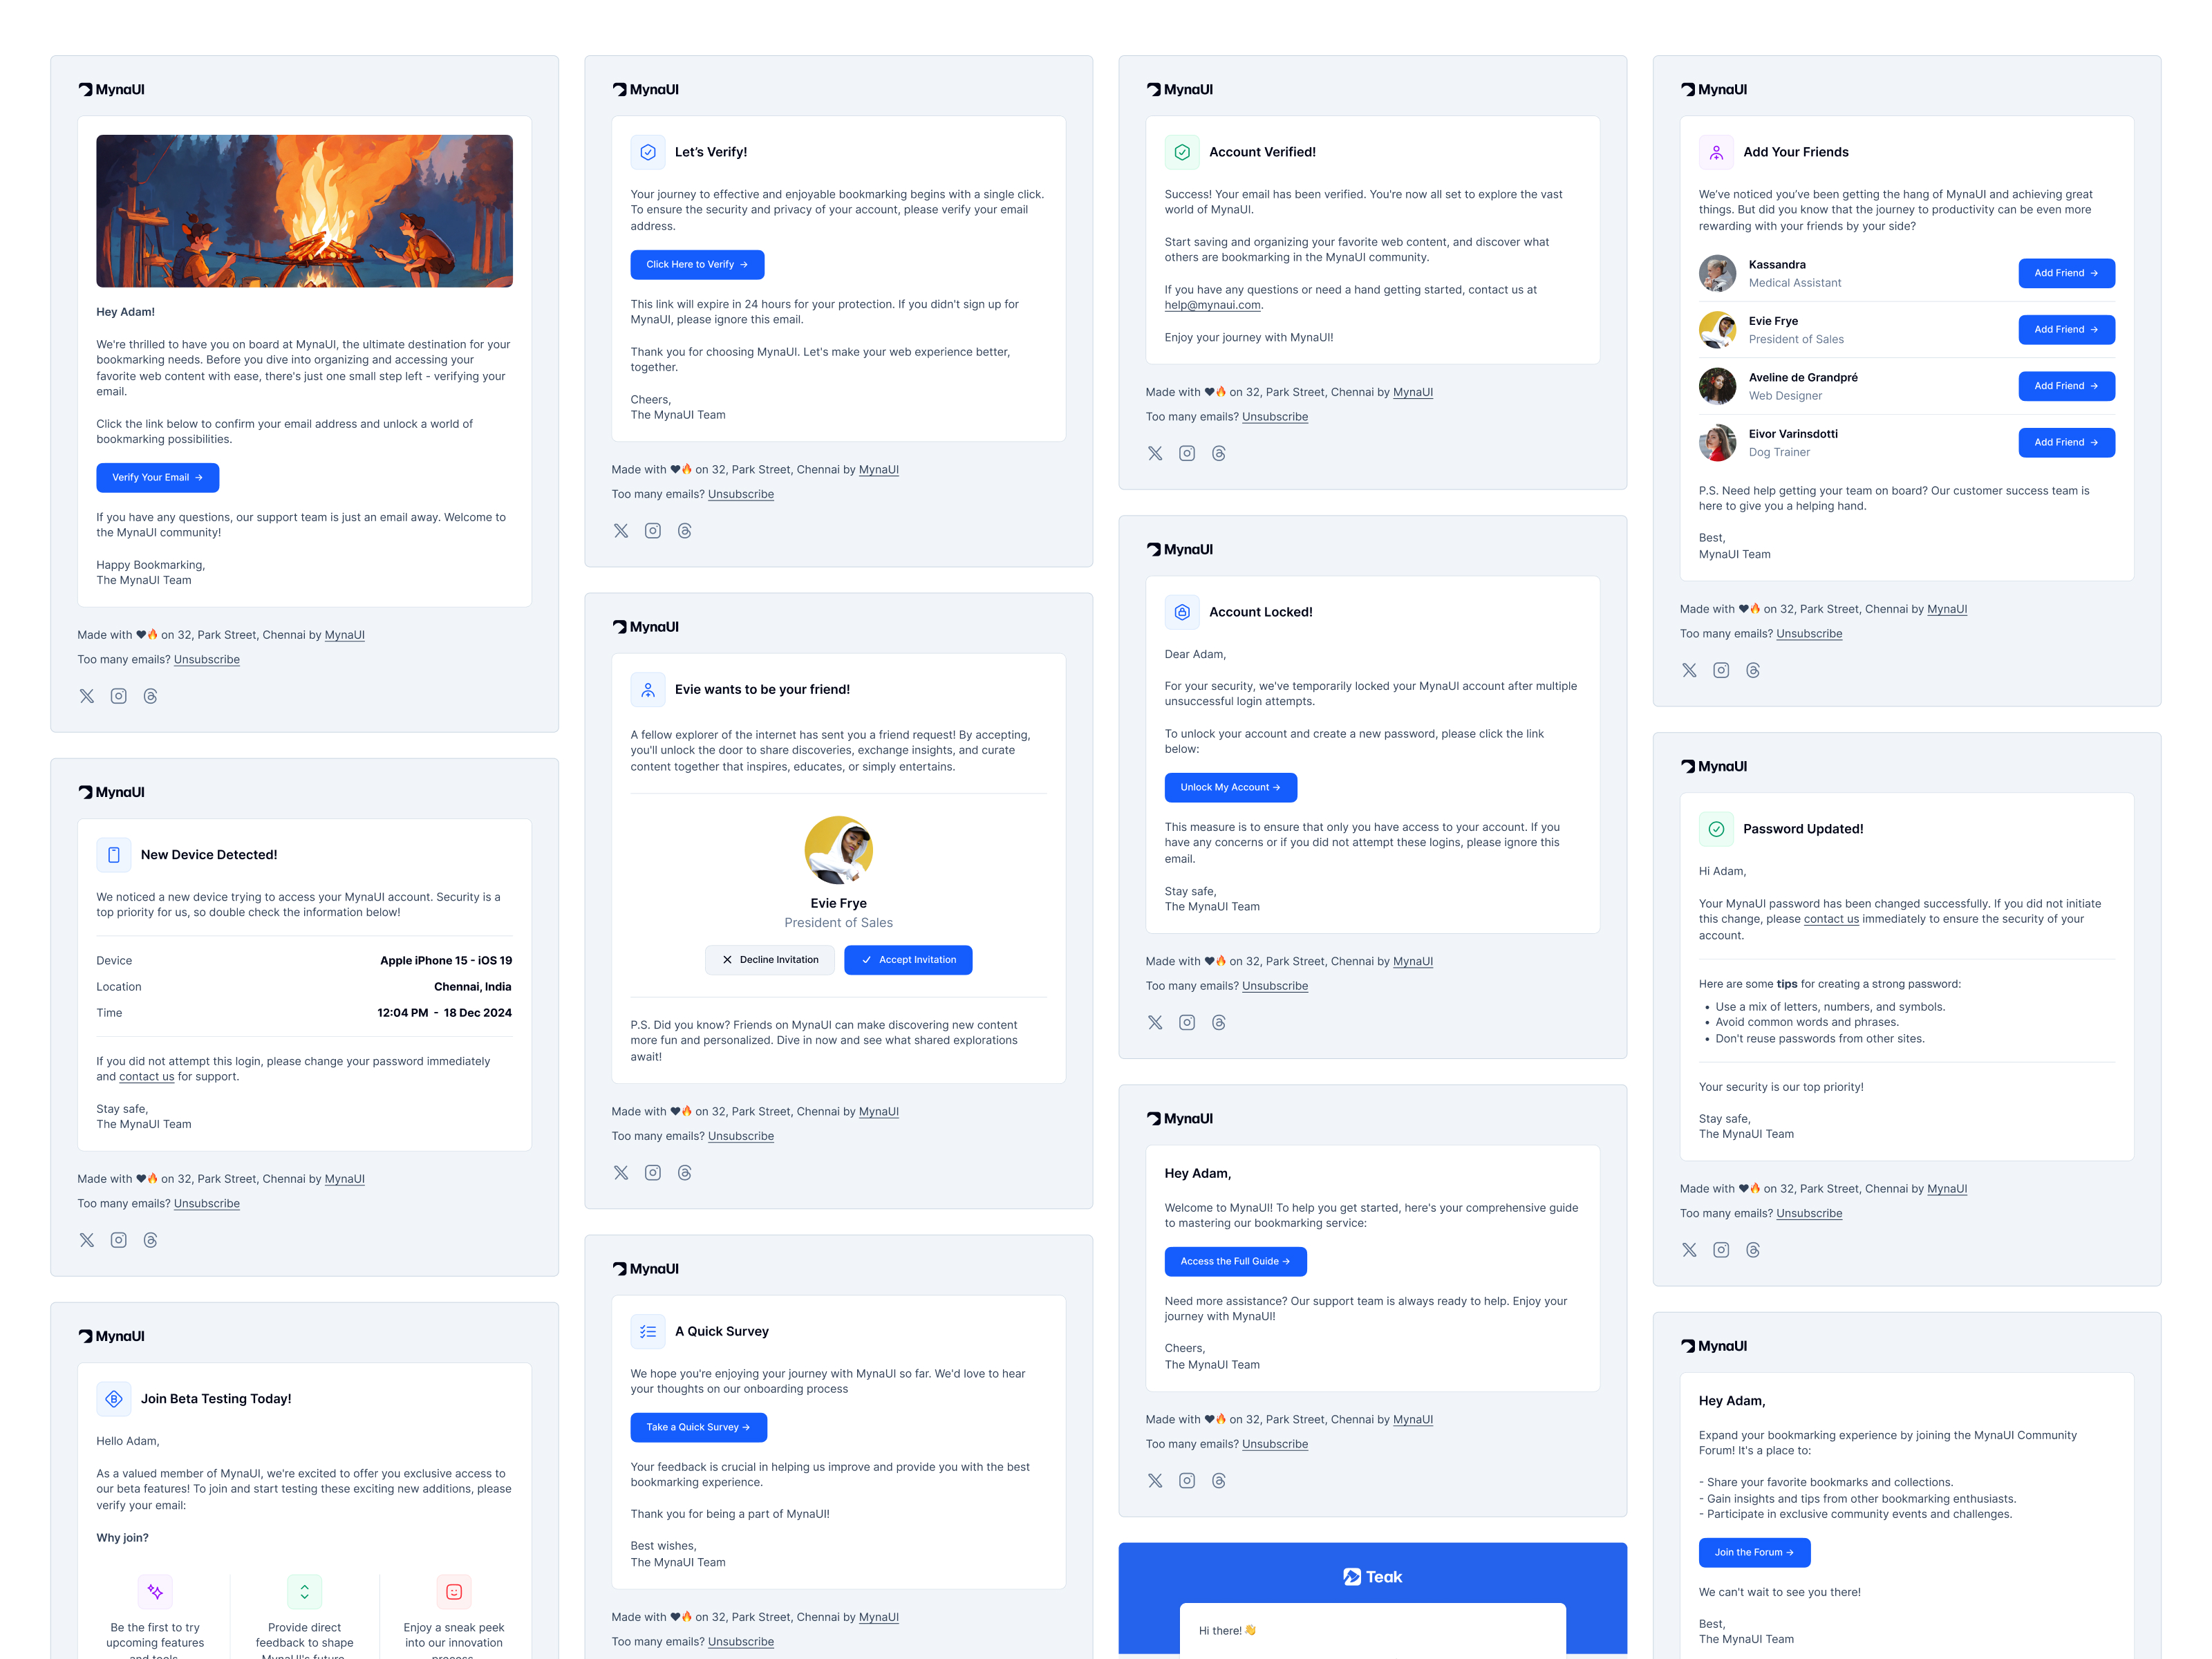 MynaUI
Hey Adam!
We're thrilled to have you on board at MynaUI, the ultimate destination for your
bookmarking needs. Before you dive into organizing and accessing your
favorite web content with ease, there's just one small step left - verifying your
email.
Click the link below to confirm your email address and unlock a world of
bookmarking possibilities.
Verify Your Email →
If you have any questions, our support team is just an email away. Welcome to
the MynaUI community!
Happy Bookmarking,
The MynaUI Team
Made with ♥🔥 on 32, Park Street, Chennai by MynaUI
Too many emails? Unsubscribe
MynaUI
New Device Detected!
We noticed a new device trying to access your MynaUI account. Security is a
top priority for us, so double check the information below!
Device Apple iPhone 15 - iOS 19
Location Chennai, India
Time 12:04 PM - 18 Dec 2024
If you did not attempt this login, please change your password immediately
and contact us for support.
Stay safe,
The MynaUI Team
Made with ♥🔥 on 32, Park Street, Chennai by MynaUI
Too many emails? Unsubscribe
MynaUI
Join Beta Testing Today!
Hello Adam,
As a valued member of MynaUI, we're excited to offer you exclusive access to
our beta features! To join and start testing these exciting new additions, please
verify your email:
Why join?
Be the first to try
upcoming features
and tools
Provide direct
feedback to shape
MynaUI's future
Enjoy a sneak peek
into our innovation
process
MynaUI
Let's Verify!
Your journey to effective and enjoyable bookmarking begins with a single click.
To ensure the security and privacy of your account, please verify your email
address.
Click Here to Verify →
This link will expire in 24 hours for your protection. If you didn't sign up for
MynaUI, please ignore this email.
Thank you for choosing MynaUI. Let's make your web experience better,
together.
Cheers,
The MynaUI Team
Made with ♥🔥 on 32, Park Street, Chennai by MynaUI
Too many emails? Unsubscribe
MynaUI
Evie wants to be your friend!
A fellow explorer of the internet has sent you a friend request! By accepting,
you'll unlock the door to share discoveries, exchange insights, and curate
content together that inspires, educates, or simply entertains.
Evie Frye
President of Sales
Decline Invitation
Accept Invitation
P.S. Did you know? Friends on MynaUI can make discovering new content
more fun and personalized. Dive in now and see what shared explorations
await!
Made with ♥🔥 on 32, Park Street, Chennai by MynaUI
Too many emails? Unsubscribe
MynaUI
A Quick Survey
We hope you're enjoying your journey with MynaUI so far. We'd love to hear
your thoughts on our onboarding process
Take a Quick Survey →
Your feedback is crucial in helping us improve and provide you with the best
bookmarking experience.
Thank you for being a part of MynaUI!
Best wishes,
The MynaUI Team
Made with ♥🔥 on 32, Park Street, Chennai by MynaUI
Too many emails? Unsubscribe
MynaUI
Account Verified!
Success! Your email has been verified. You're now all set to explore the vast
world of MynaUI.
Start saving and organizing your favorite web content, and discover what
others are bookmarking in the MynaUI community.
If you have any questions or need a hand getting started, contact us at
help@mynaui.com.
Enjoy your journey with MynaUI!
Made with ♥🔥 on 32, Park Street, Chennai by MynaUI
Too many emails? Unsubscribe
MynaUI
Account Locked!
Dear Adam,
For your security, we've temporarily locked your MynaUI account after multiple
unsuccessful login attempts.
To unlock your account and create a new password, please click the link
below:
Unlock My Account →
This measure is to ensure that only you have access to your account. If you
have any concerns or if you did not attempt these logins, please ignore this
email.
Stay safe,
The MynaUI Team
Made with ♥🔥 on 32, Park Street, Chennai by MynaUI
Too many emails? Unsubscribe
MynaUI
Hey Adam,
Welcome to MynaUI! To help you get started, here's your comprehensive guide
to mastering our bookmarking service:
Access the Full Guide →
Need more assistance? Our support team is always ready to help. Enjoy your
journey with MynaUI!
Cheers,
The MynaUI Team
Made with ♥🔥 on 32, Park Street, Chennai by MynaUI
Too many emails? Unsubscribe
Teak
Hi there! 👋
MynaUI
Add Your Friends
We've noticed you've been getting the hang of MynaUI and achieving great
things. But did you know that the journey to productivity can be even more
rewarding with your friends by your side?
Kassandra
Medical Assistant
Add Friend →
Evie Frye
President of Sales
Add Friend →
Aveline de Grandpré
Web Designer
Add Friend →
Eivor Varinsdotti
Dog Trainer
Add Friend →
P.S. Need help getting your team on board? Our customer success team is
here to give you a helping hand.
Best,
MynaUI Team
Made with ♥🔥 on 32, Park Street, Chennai by MynaUI
Too many emails? Unsubscribe
MynaUI
Password Updated!
Hi Adam,
Your MynaUI password has been changed successfully. If you did not initiate
this change, please contact us immediately to ensure the security of your
account.
Here are some tips for creating a strong password:
• Use a mix of letters, numbers, and symbols.
• Avoid common words and phrases.
• Don't reuse passwords from other sites.
Your security is our top priority!
Stay safe,
The MynaUI Team
Made with ♥🔥 on 32, Park Street, Chennai by MynaUI
Too many emails? Unsubscribe
MynaUI
Hey Adam,
Expand your bookmarking experience by joining the MynaUI Community
Forum! It's a place to:
- Share your favorite bookmarks and collections.
- Gain insights and tips from other bookmarking enthusiasts.
- Participate in exclusive community events and challenges.
Join the Forum →
We can't wait to see you there!
Best,
The MynaUI Team